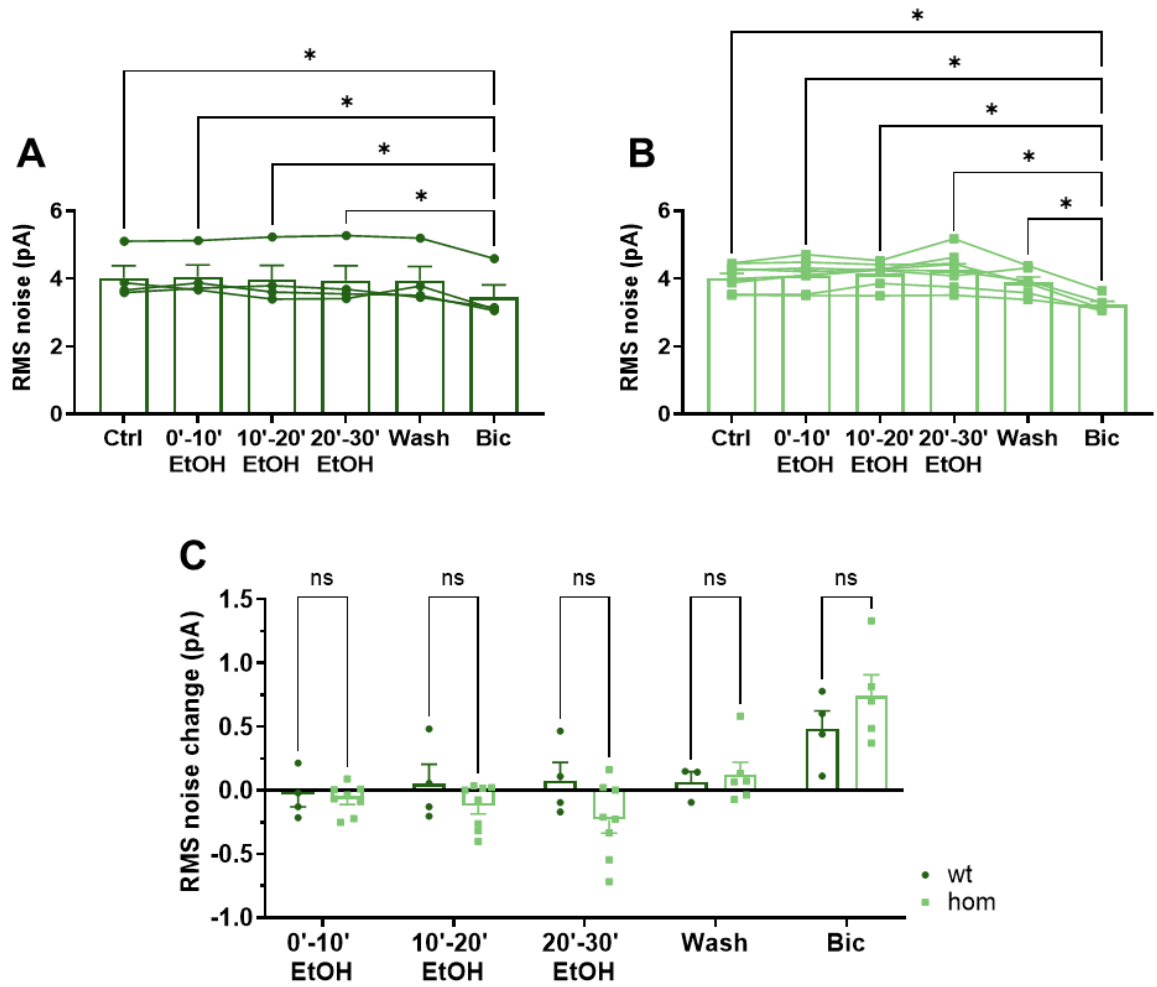 A
RMS noise (pA)
6
4
2
0
*
*
*
*
Ctrl 0'-10' 10'-20' 20'-30' Wash Bic
EtOH EtOH EtOH
B
RMS noise (pA)
6
4
2
0
*
*
*
*
*
Ctrl 0'-10' 10'-20' 20'-30' Wash Bic
EtOH EtOH EtOH
C
RMS noise change (pA)
1.5
1.0
0.5
0.0
-0.5
-1.0
ns ns ns ns ns
0'-10' 10'-20' 20'-30' Wash Bic
EtOH EtOH EtOH
wt
hom